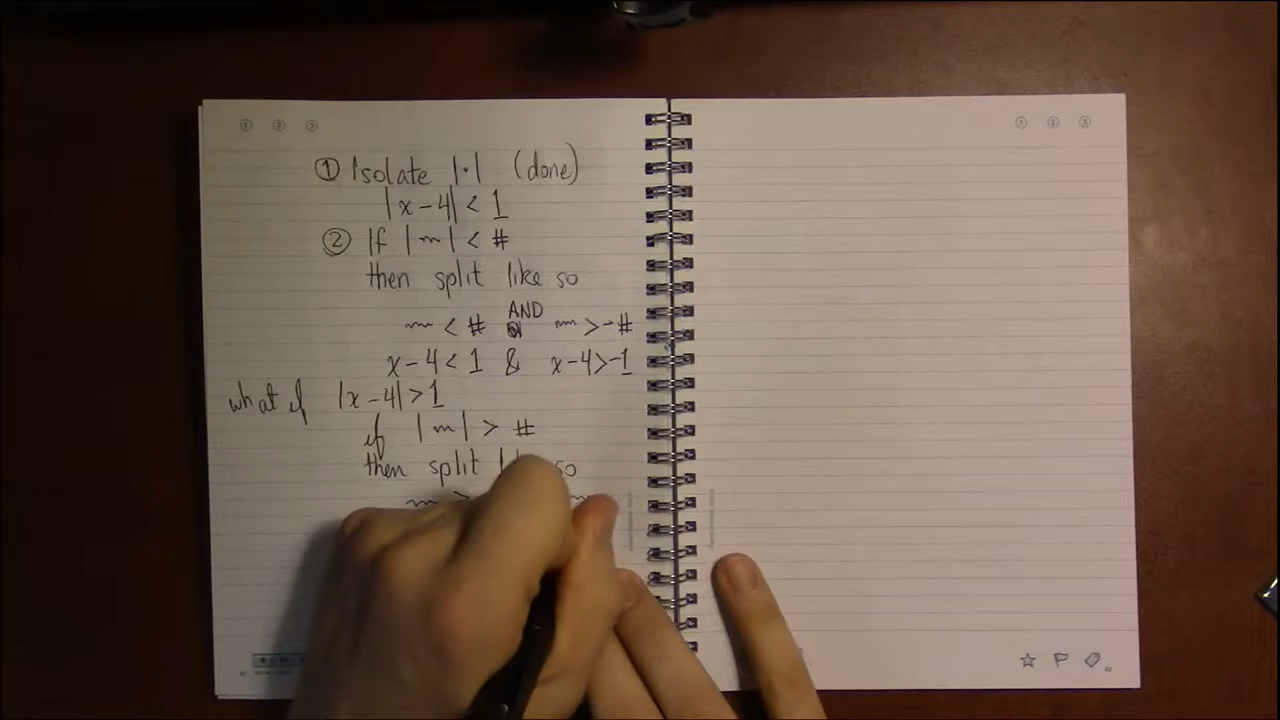 ① Isolate |·| (done)
|x-4| < 1
② If |m| < #
then split like so
AND
m < # m > -#
x-4 < 1 & x-4 > -1
what if |x-4| > 1
if |m| > #
then split so
m >